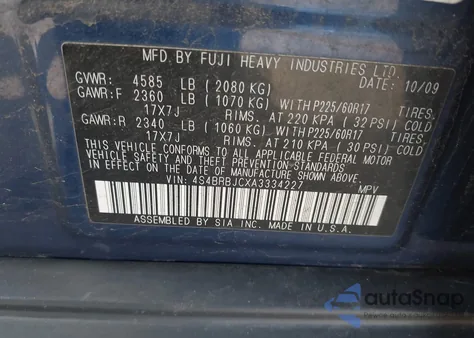 MFD. BY FUJI HEAVY INDUSTRIES LTD. 10/09
GVWR: 4585 LB ( 2080 KG)
GAWR:F 2360 LB ( 1070 KG) WITH P225/60R17 TIRES,
17X7J RIMS, AT 220 KPA ( 32 PSI) COLD
GAWR:R 2340 LB ( 1060 KG) WITH P225/60R17 TIRES,
17X7J RIMS, AT 210 KPA ( 30 PSI) COLD
THIS VEHICLE CONFORMS TO ALL APPLICABLE FEDERAL MOTOR
VEHICLE SAFETY AND THEFT PREVENTION STANDARDS IN
EFFECT ON THE DATE OF MANUFACTURE SHOWN ABOVE.
VIN: 4S4BRBJCXA3334227 MPV
ASSEMBLED BY SIA INC. IN U.S.A.
autoSnap